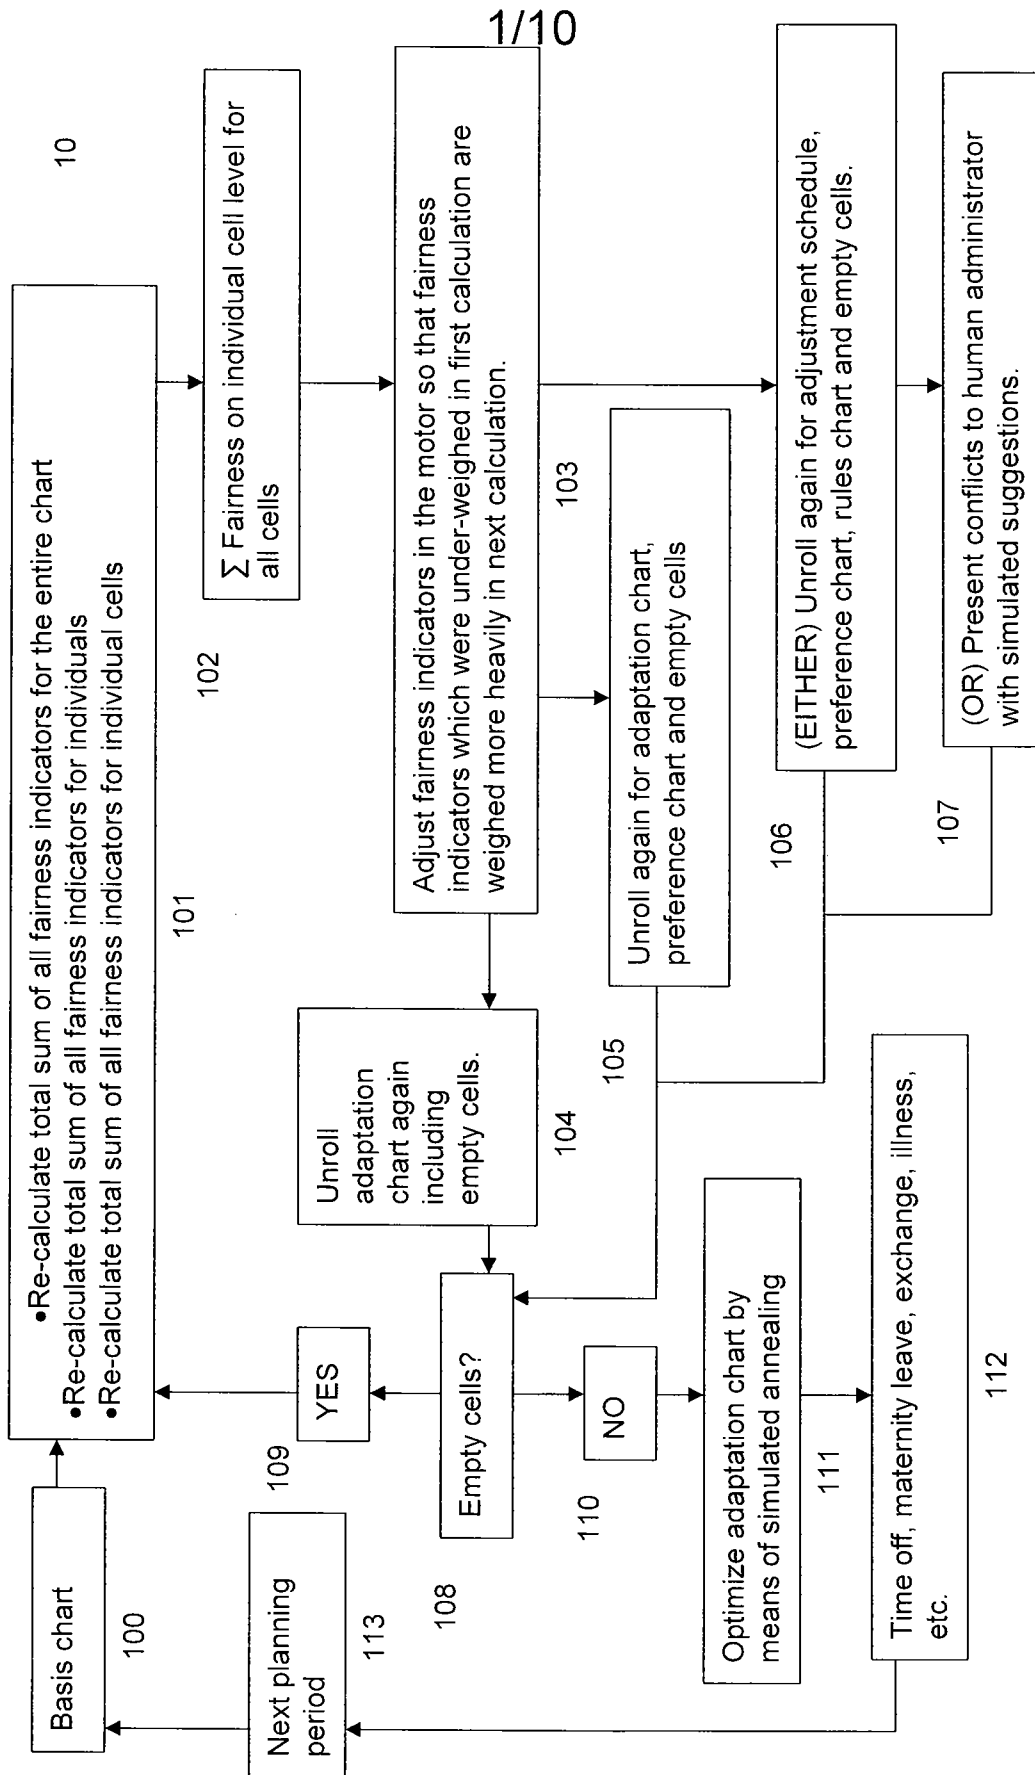 1/10
10
•Re-calculate total sum of all fairness indicators for the entire chart
•Re-calculate total sum of all fairness indicators for individuals
•Re-calculate total sum of all fairness indicators for individual cells
101
Basis chart
100
Σ Fairness on individual cell level for
all cells
102
Adjust fairness indicators in the motor so that fairness
indicators which were under-weighed in first calculation are
weighed more heavily in next calculation.
103
Unroll
adaptation
chart again
including
empty cells.
104
Unroll again for adaptation chart,
preference chart and empty cells
105
(EITHER) Unroll again for adjustment schedule,
preference chart, rules chart and empty cells.
106
(OR) Present conflicts to human administrator
with simulated suggestions.
107
Empty cells?
108
YES
109
NO
110
Optimize adaptation chart by
means of simulated annealing
111
Time off, maternity leave, exchange, illness,
etc.
112
Next planning
period
113